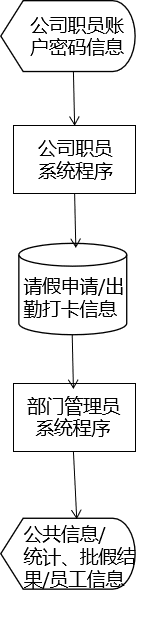 公司职员账
户密码信息
公司职员
系统程序
请假申请/出
勤打卡信息
部门管理员
系统程序
公共信息/
统计、批假结
果/员工信息